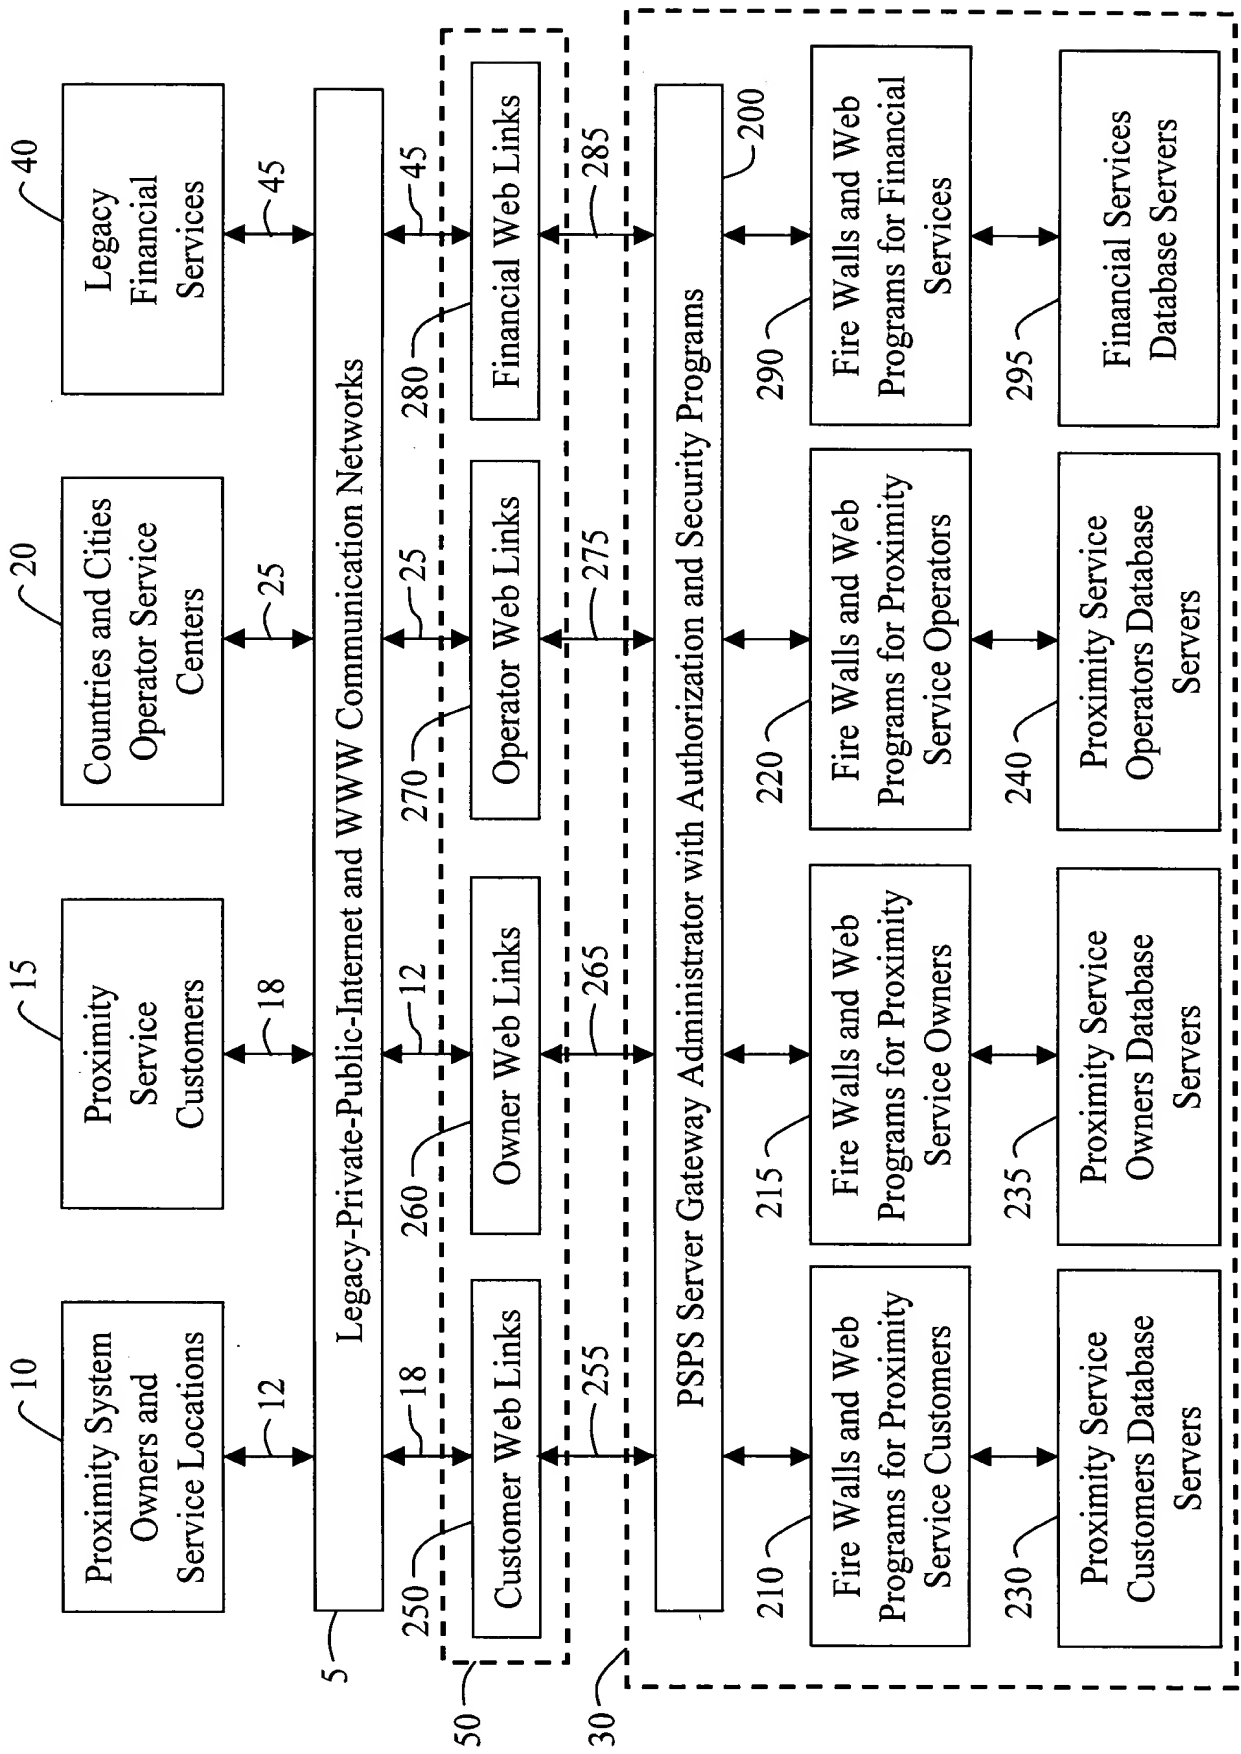 10
15
20
40
Proximity System
Owners and
Service Locations
Proximity
Service
Customers
Countries and Cities
Operator Service
Centers
Legacy
Financial
Services
12
18
25
45
5
Legacy-Private-Public-Internet and WWW Communication Networks
250
18
260
12
270
25
280
45
50
Customer Web Links
Owner Web Links
Operator Web Links
Financial Web Links
255
265
275
285
30
PSPS Server Gateway Administrator with Authorization and Security Programs
200
210
215
220
290
Fire Walls and Web
Programs for Proximity
Service Customers
Fire Walls and Web
Programs for Proximity
Service Owners
Fire Walls and Web
Programs for Proximity
Service Operators
Fire Walls and Web
Programs for Financial
Services
230
235
240
295
Proximity Service
Customers Database
Servers
Proximity Service
Owners Database
Servers
Proximity Service
Operators Database
Servers
Financial Services
Database Servers